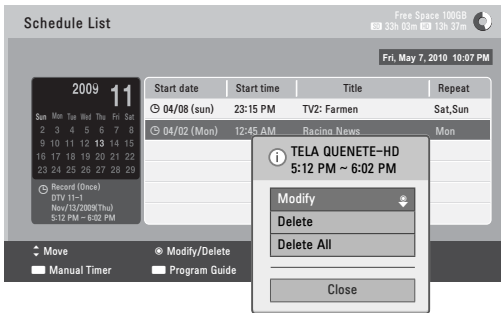 Schedule List
Free Space 100GB
SD 33h 03m HD 13h 37m
Fri, May 7, 2010 10:07 PM
2009 11
Sun Mon Tue Wed Thu Fri Sat
2 3 4 5 6 7 8
9 10 11 12 13 14 15
16 17 18 19 20 21 22
23 24 25 26 27 28 29
Record (Once)
DTV 11-1
Nov/13/2009(Thu)
5:12 PM ~ 6:02 PM
Start date Start time Title Repeat
04/08 (sun) 23:15 PM TV2: Farmen Sat,Sun
04/02 (Mon) 12:45 AM Racing News Mon
TELA QUENETE-HD
5:12 PM ~ 6:02 PM
Modify
Delete
Delete All
Close
Move
Modify/Delete
Manual Timer
Program Guide